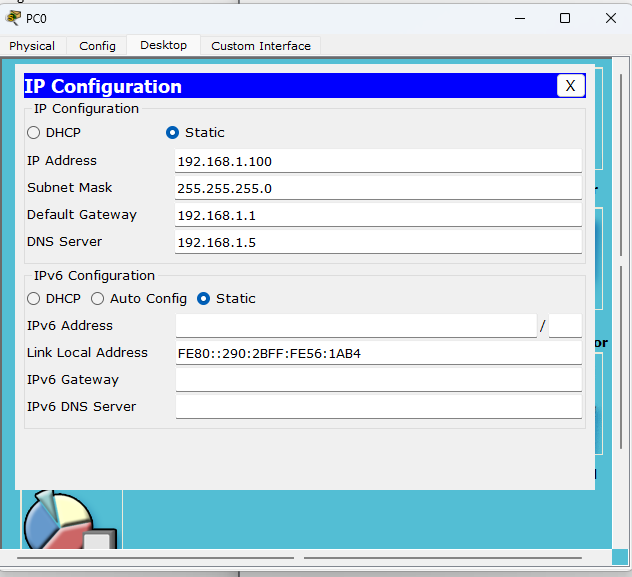 PC0
Physical Config Desktop Custom Interface
IP Configuration X
IP Configuration
DHCP Static
IP Address 192.168.1.100
Subnet Mask 255.255.255.0
Default Gateway 192.168.1.1
DNS Server 192.168.1.5
IPv6 Configuration
DHCP Auto Config Static
IPv6 Address /
Link Local Address FE80::290:2BFF:FE56:1AB4
IPv6 Gateway
or
IPv6 DNS Server